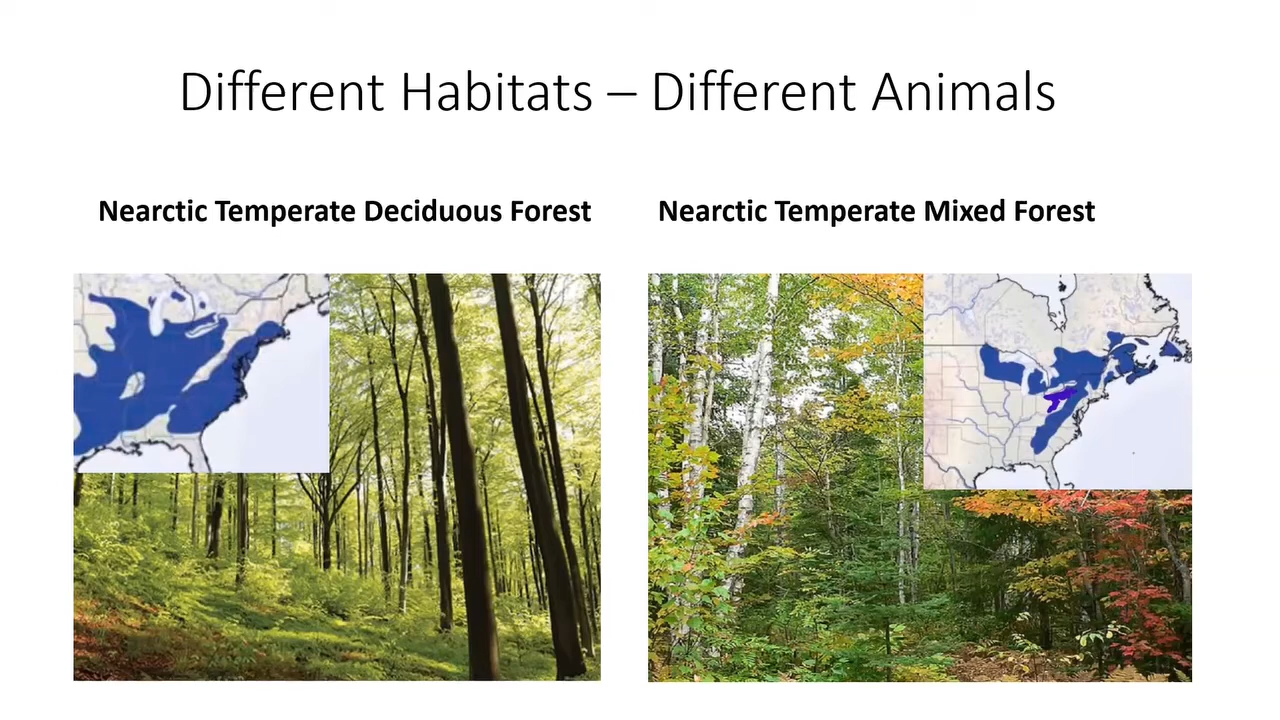 Different Habitats – Different Animals
Nearctic Temperate Deciduous Forest
Nearctic Temperate Mixed Forest